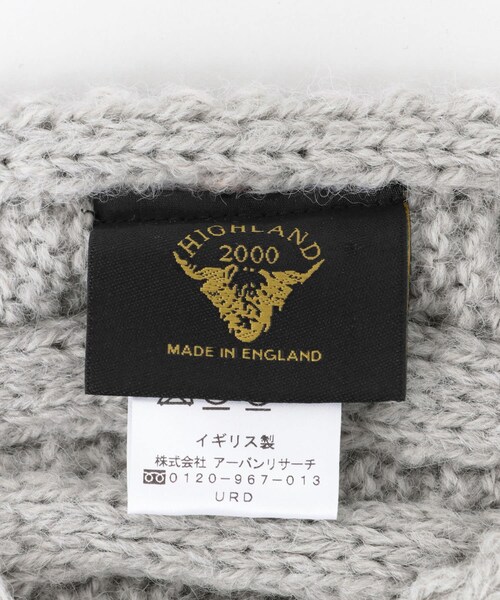 HIGHLAND
2000
MADE IN ENGLAND
イギリス製
株式会社 アーバンリサーチ
0120-967-013
URD